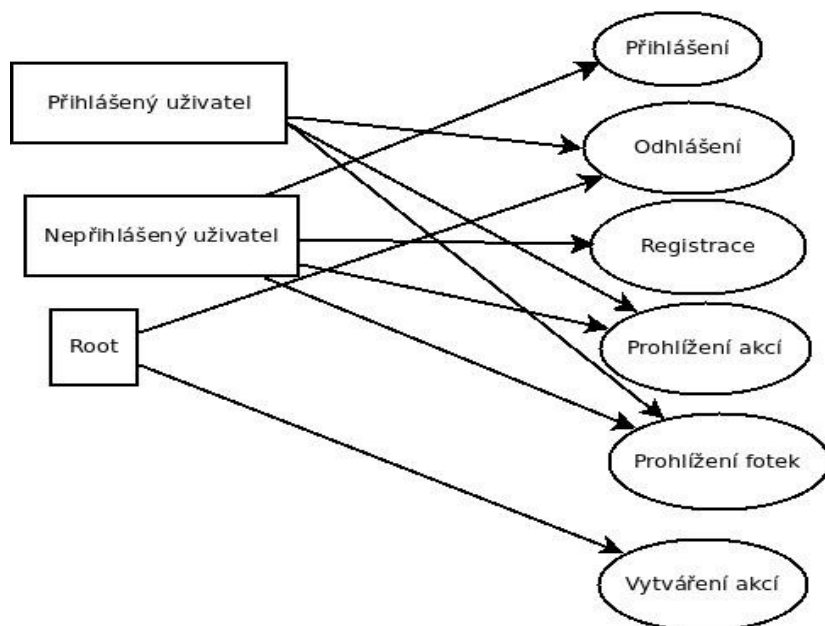 Přihlášený uživatel
Nepřihlášený uživatel
Root
Přihlášení
Odhlášení
Registrace
Prohlížení akcí
Prohlížení fotek
Vytváření akcí